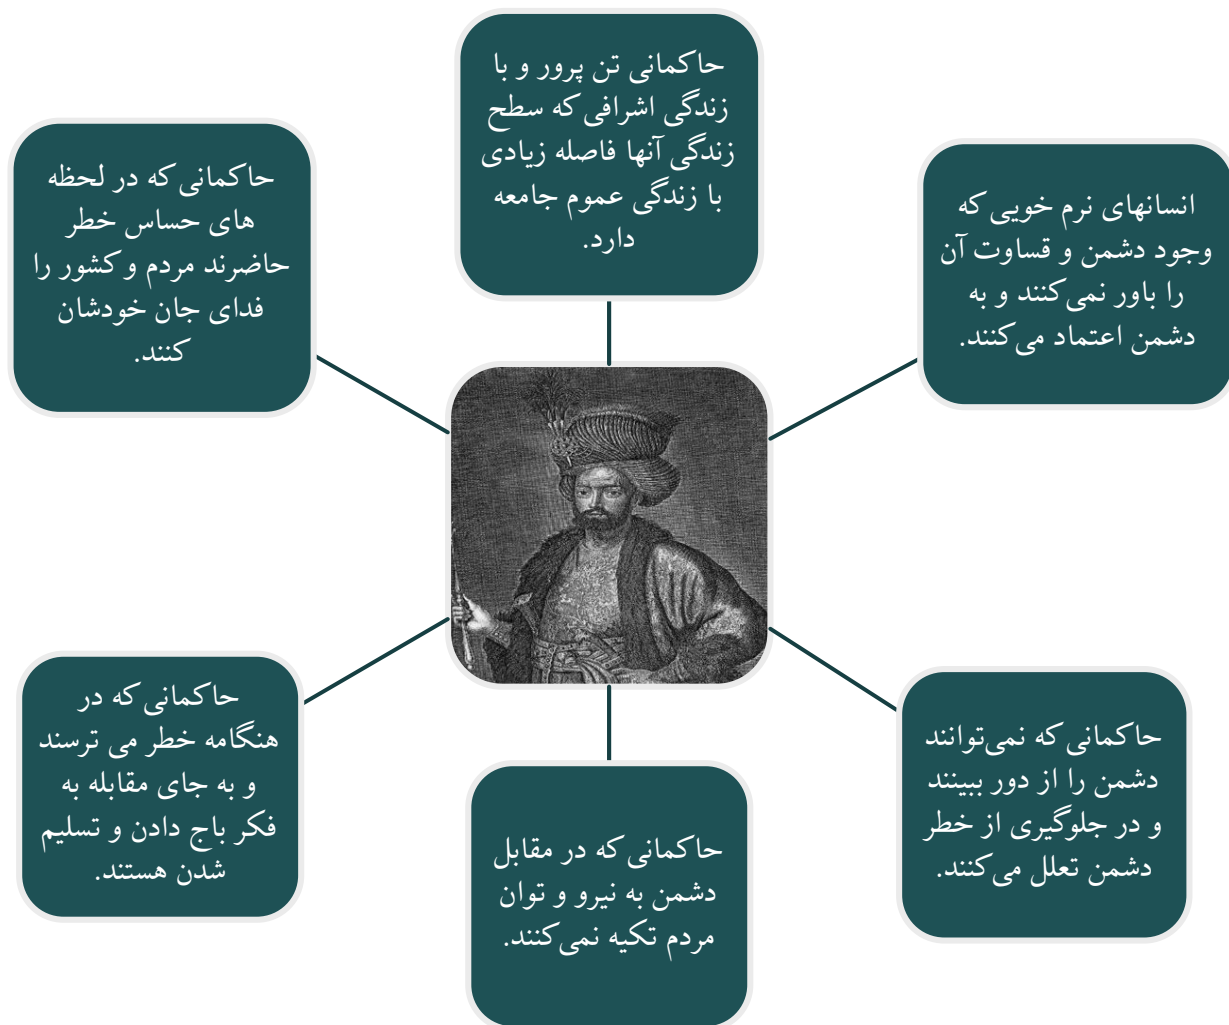 حاکمانی تن پرور و با
زندگی اشرافی که سطح
زندگی آنها فاصله زیادی
با زندگی عموم جامعه
دارد.
انسانهای نرم خویی که
وجود دشمن و قساوت آن
را باور نمی‌کنند و به
دشمن اعتماد می‌کنند.
حاکمانی که نمی‌توانند
دشمن را از دور ببینند
و در جلوگیری از خطر
دشمن تعلل می‌کنند.
حاکمانی که در مقابل
دشمن به نیرو و توان
مردم تکیه نمی‌کنند.
حاکمانی که در
هنگامه خطر می ترسند
و به جای مقابله به
فکر باج دادن و تسلیم
شدن هستند.
حاکمانی که در لحظه
های حساس خطر
حاضرند مردم و کشور را
فدای جان خودشان
کنند.